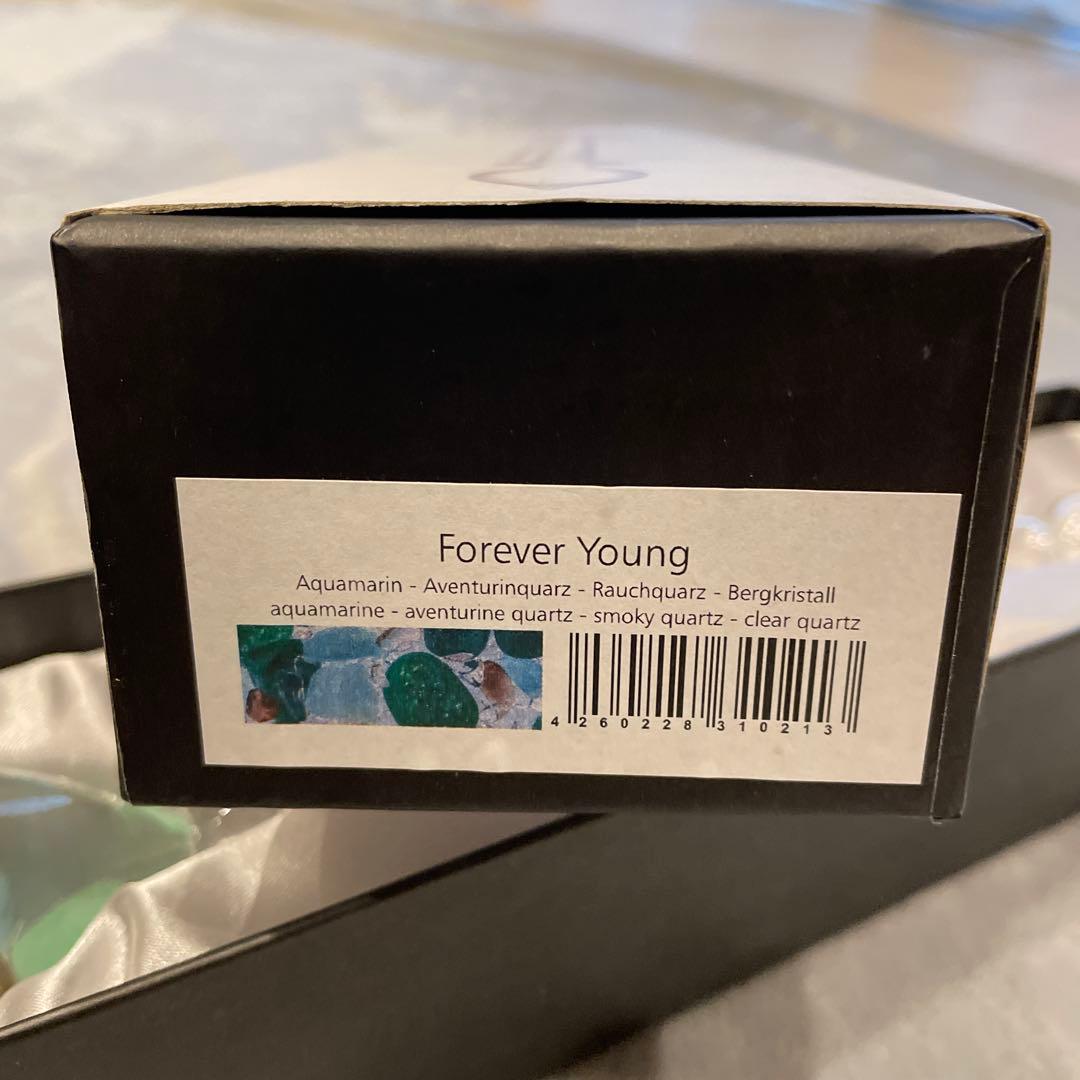 Forever Young
Aquamarin - Aventurinquarz - Rauchquarz - Bergkristall
aquamarine - aventurine quartz - smoky quartz - clear quartz
4 260228 310213